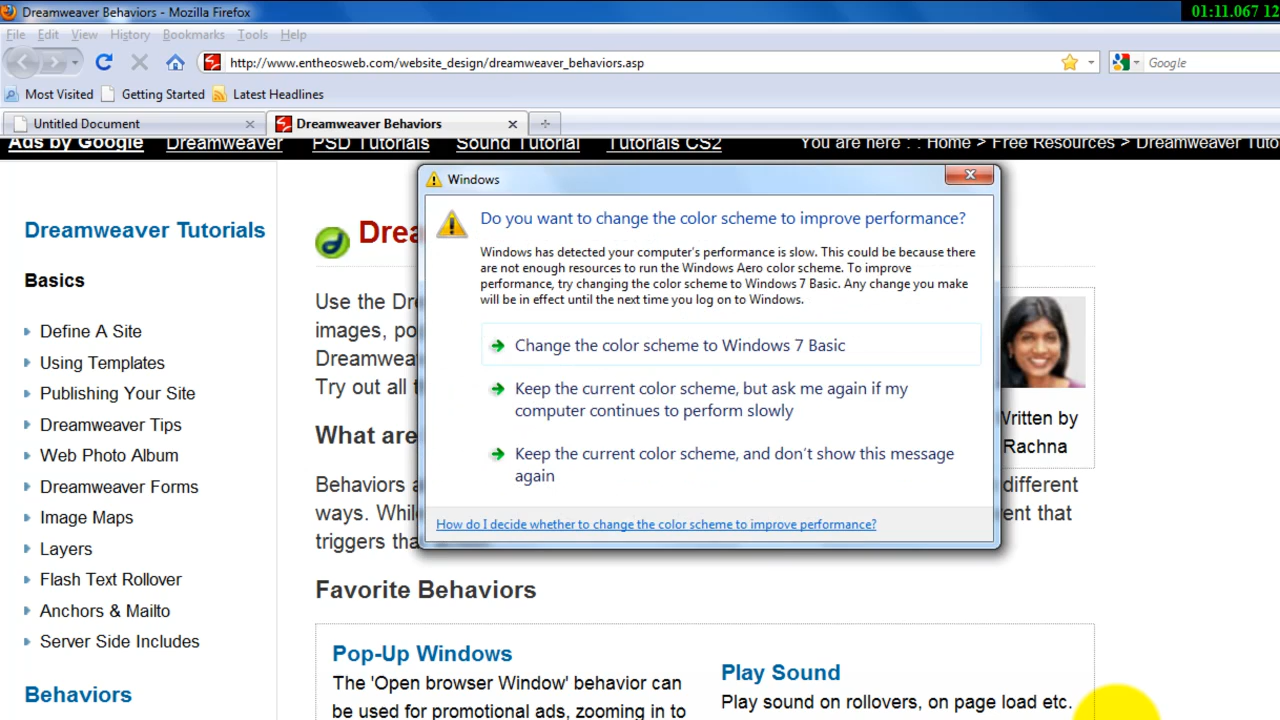 Dreamweaver Behaviors - Mozilla Firefox
01:11.067 12
File Edit View History Bookmarks Tools Help
http://www.entheosweb.com/website_design/dreamweaver_behaviors.asp
Google
Most Visited Getting Started Latest Headlines
Untitled Document
Dreamweaver Behaviors
Ads by Google Dreamweaver PSD Tutorials Sound Tutorial Tutorials CS2 You are here : : Home > Free Resources > Dreamweaver Tuto
Windows
Do you want to change the color scheme to improve performance?
Windows has detected your computer's performance is slow. This could be because there
are not enough resources to run the Windows Aero color scheme. To improve
performance, try changing the color scheme to Windows 7 Basic. Any change you make
will be in effect until the next time you log on to Windows.
Change the color scheme to Windows 7 Basic
Keep the current color scheme, but ask me again if my
computer continues to perform slowly
Keep the current color scheme, and don't show this message
again
How do I decide whether to change the color scheme to improve performance?
Dreamweaver Tutorials
Basics
Define A Site
Using Templates
Publishing Your Site
Dreamweaver Tips
Web Photo Album
Dreamweaver Forms
Image Maps
Layers
Flash Text Rollover
Anchors & Mailto
Server Side Includes
Behaviors
Use the Dre
images, po
Dreamweav
Try out all t
Written by
Rachna
What are
Behaviors a different
ways. Whil ent that
triggers tha
Favorite Behaviors
Pop-Up Windows
The 'Open browser Window' behavior can
be used for promotional ads, zooming in to
Play Sound
Play sound on rollovers, on page load etc.